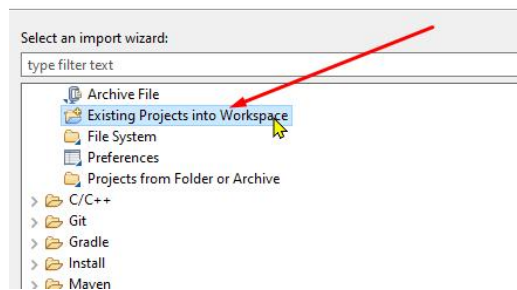 Select an import wizard:
type filter text
Archive File
Existing Projects into Workspace
File System
Preferences
Projects from Folder or Archive
C/C++
Git
Gradle
Install
Maven